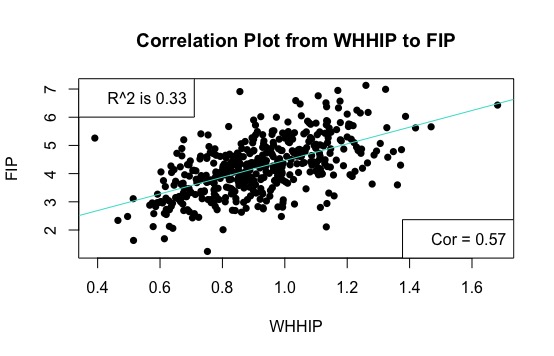 Correlation Plot from WHHIP to FIP
R^2 is 0.33
7
6
5
4
3
2
FIP
Cor = 0.57
0.4 0.6 0.8 1.0 1.2 1.4 1.6
WHHIP